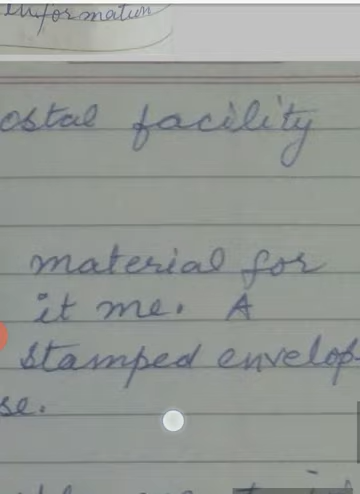 information
ostal facility
material for
it me. A
stamped envelop
se.